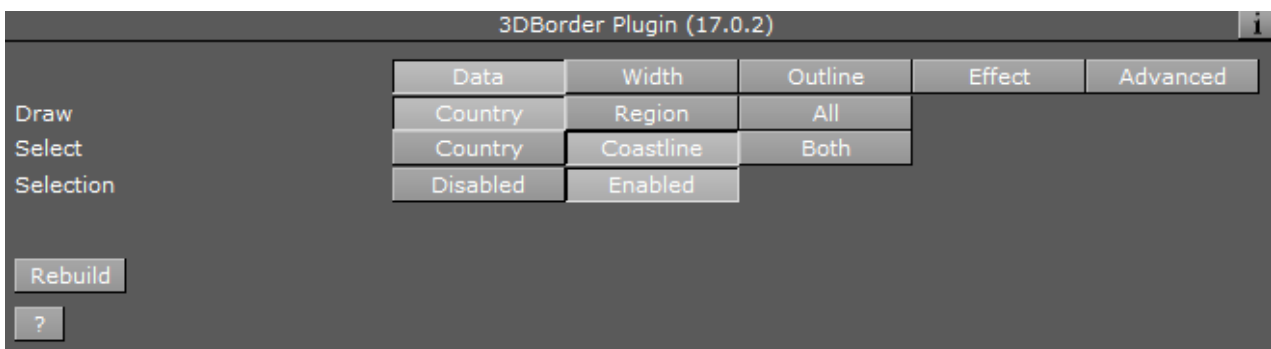 3DBorder Plugin (17.0.2) i
Data Width Outline Effect Advanced
Draw Country Region All
Select Country Coastline Both
Selection Disabled Enabled
Rebuild
?